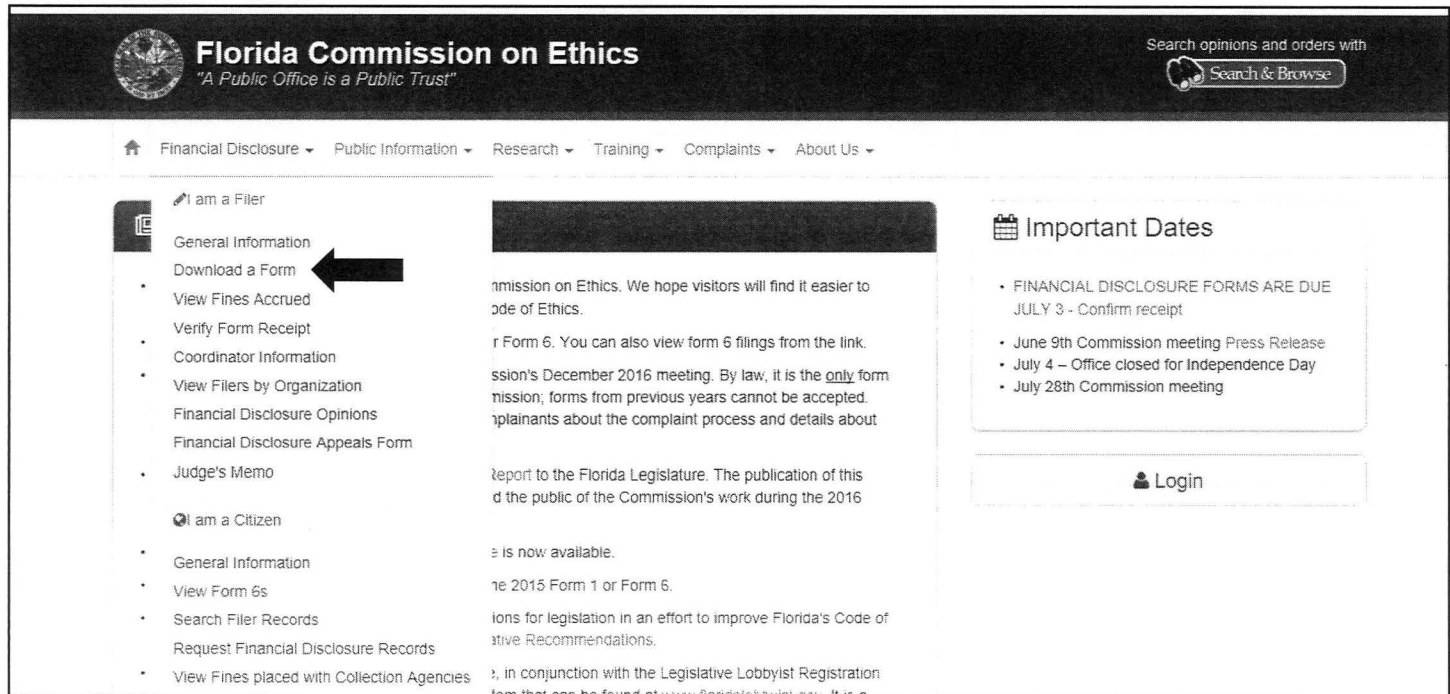 Florida Commission on Ethics
"A Public Office is a Public Trust"
Search opinions and orders with
Search & Browse
Financial Disclosure Public Information Research Training Complaints About Us
I am a Filer
General Information
Download a Form
View Fines Accrued
Verify Form Receipt
Coordinator Information
View Filers by Organization
Financial Disclosure Opinions
Financial Disclosure Appeals Form
Judge's Memo
I am a Citizen
General Information
View Form 6s
Search Filer Records
Request Financial Disclosure Records
View Fines placed with Collection Agencies
on Ethics. We hope visitors will find it easier to
of Ethics.
Form 6. You can also view form 6 filings from the link.
December 2016 meeting. By law, it is the only form
forms from previous years cannot be accepted.
about the complaint process and details about
to the Florida Legislature. The publication of this
the public of the Commission's work during the 2016
is now available.
2015 Form 1 or Form 6.
for legislation in an effort to improve Florida's Code of
Recommendations.
in conjunction with the Legislative Lobbyist Registration
that can be found at
Important Dates
• FINANCIAL DISCLOSURE FORMS ARE DUE
JULY 3 - Confirm receipt
• June 9th Commission meeting Press Release
• July 4 – Office closed for Independence Day
• July 28th Commission meeting
Login